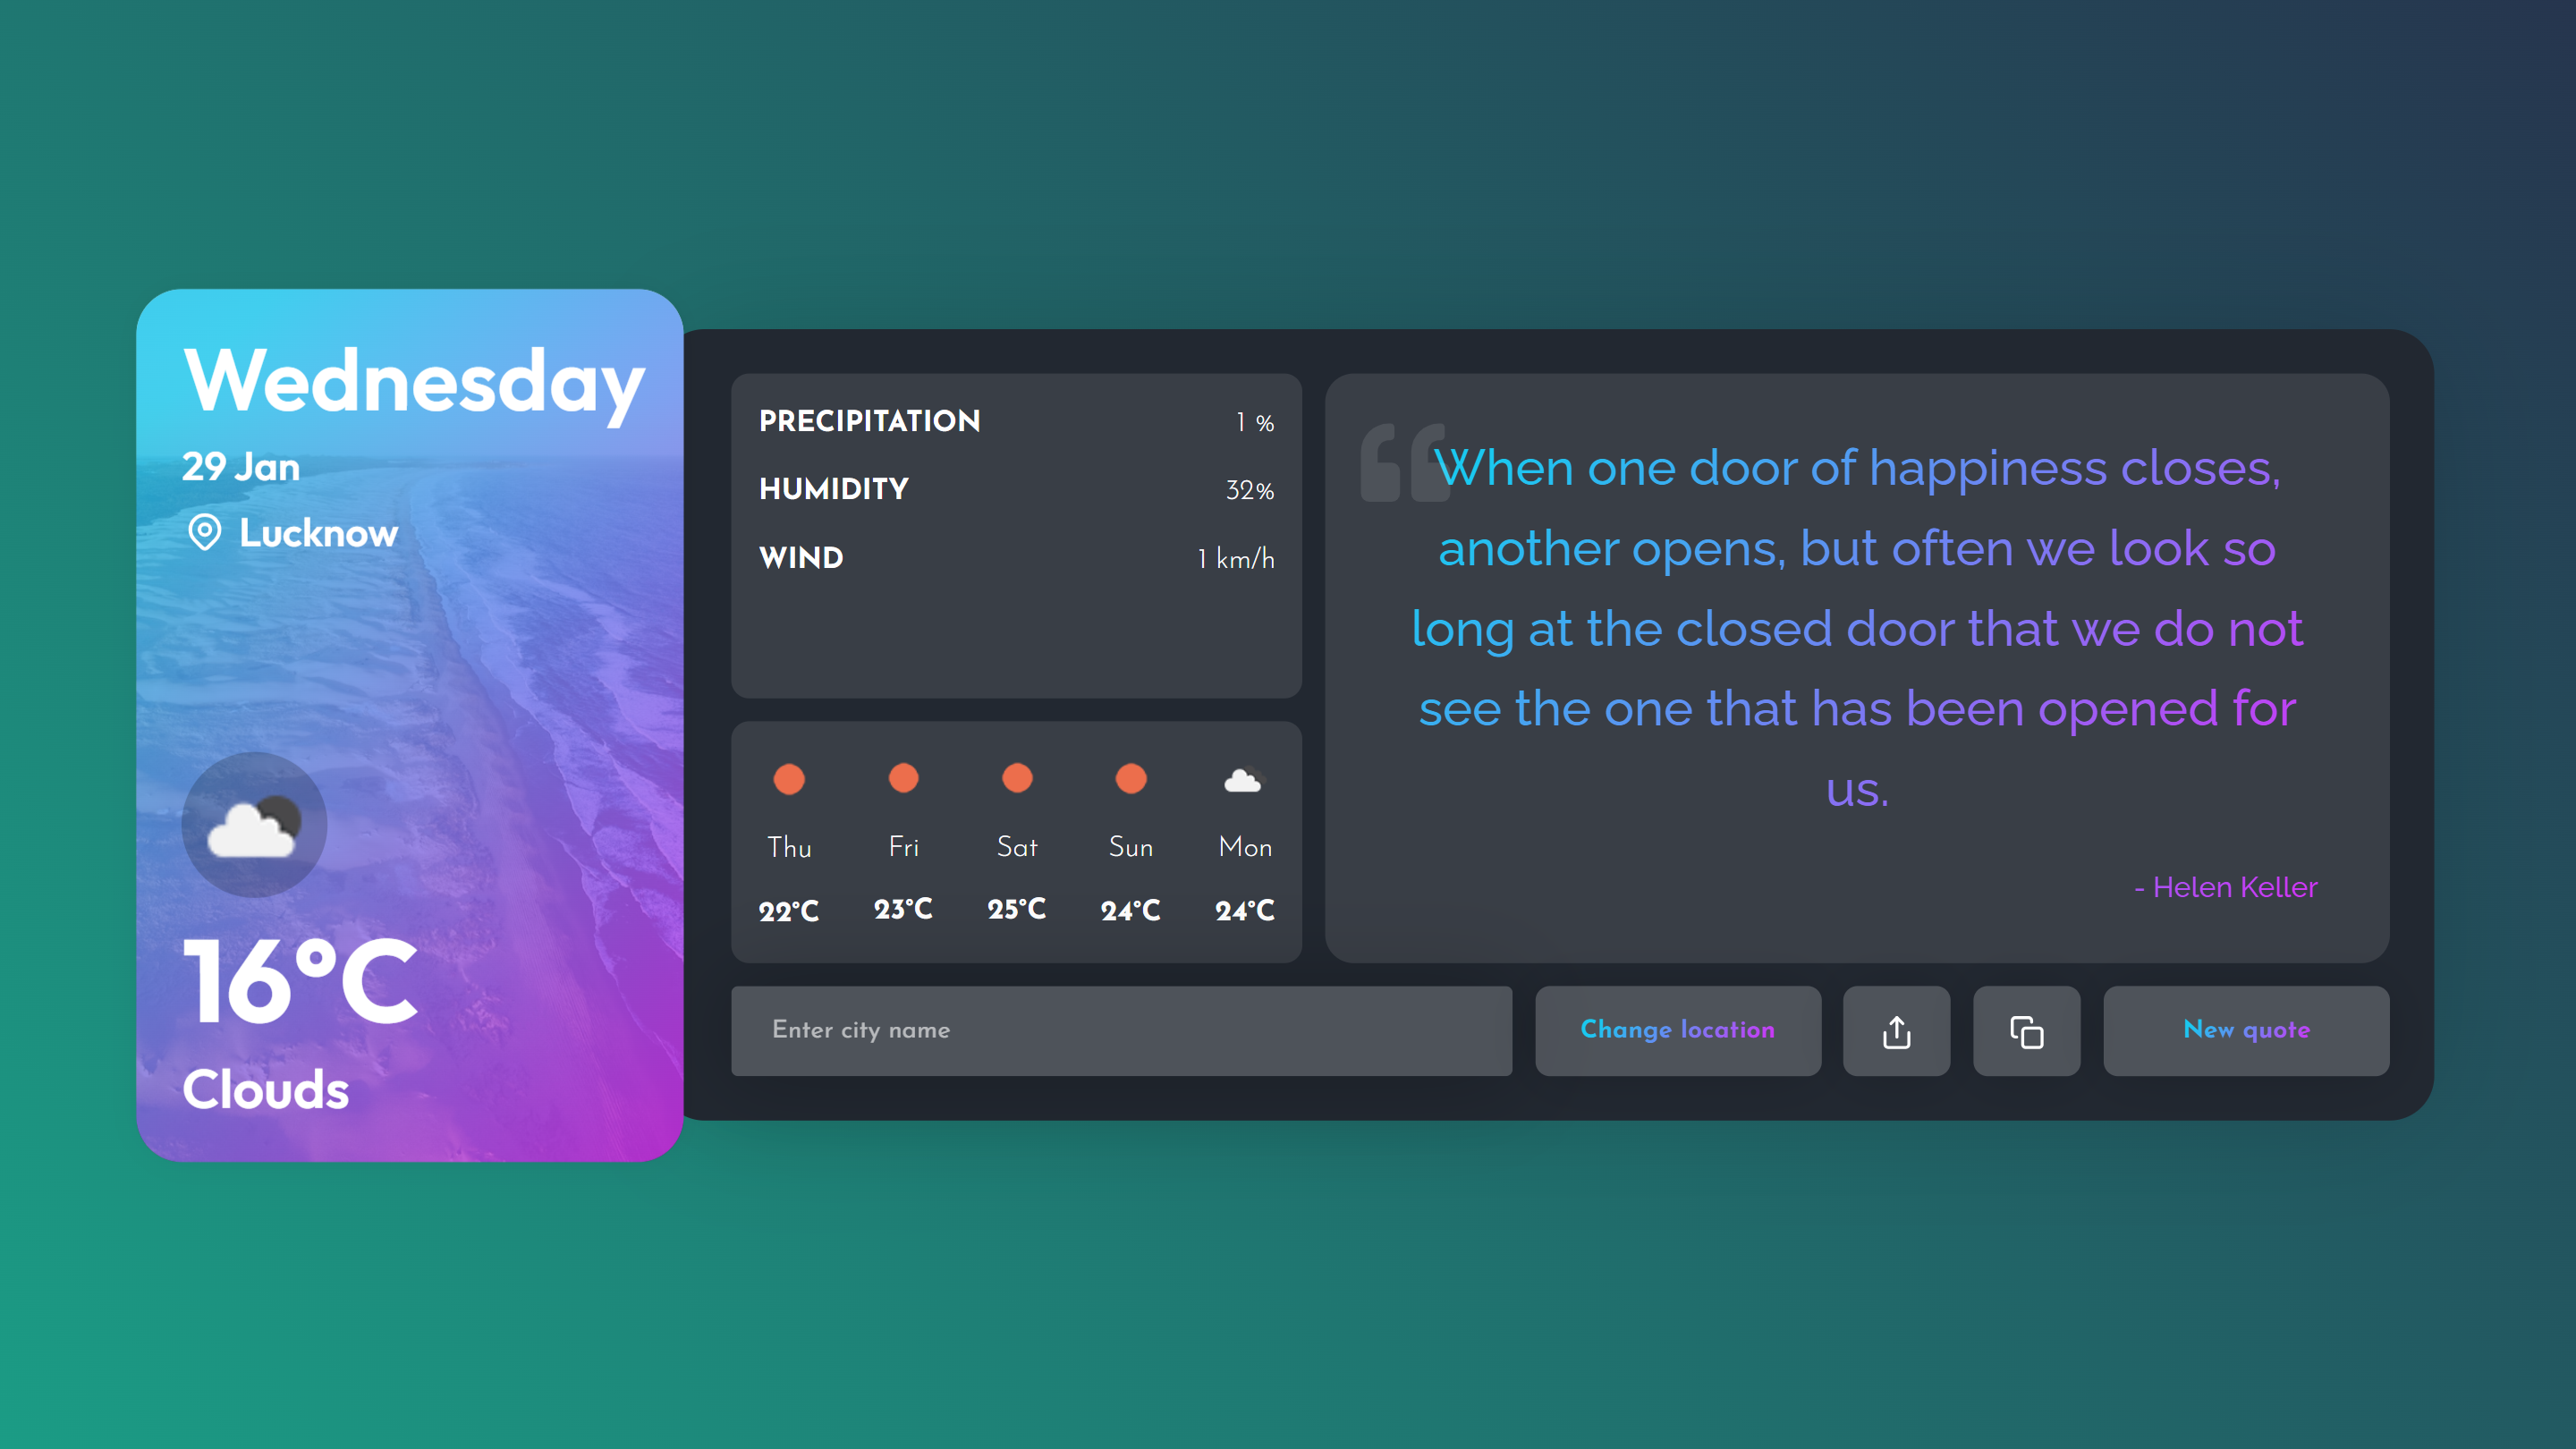 Wednesday
29 Jan
Lucknow
16°C
Clouds
PRECIPITATION 1 %
HUMIDITY 32%
WIND 1 km/h
Thu Fri Sat Sun Mon
22°C 23°C 25°C 24°C 24°C
When one door of happiness closes,
another opens, but often we look so
long at the closed door that we do not
see the one that has been opened for
us.
- Helen Keller
Enter city name
Change location
New quote